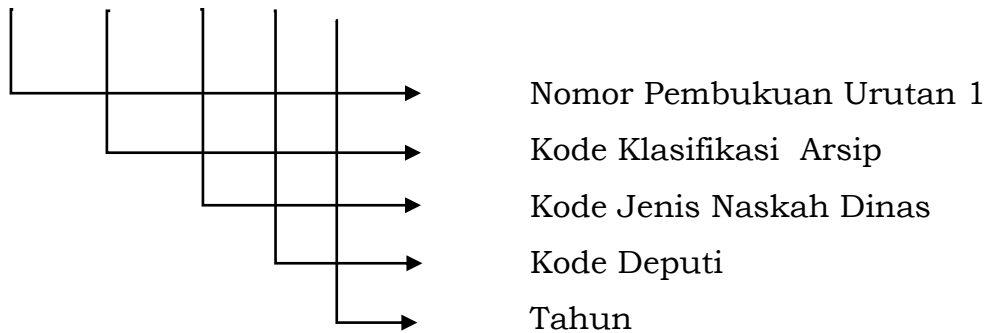 Nomor Pembukuan Urutan 1
Kode Klasifikasi Arsip
Kode Jenis Naskah Dinas
Kode Deputi
Tahun